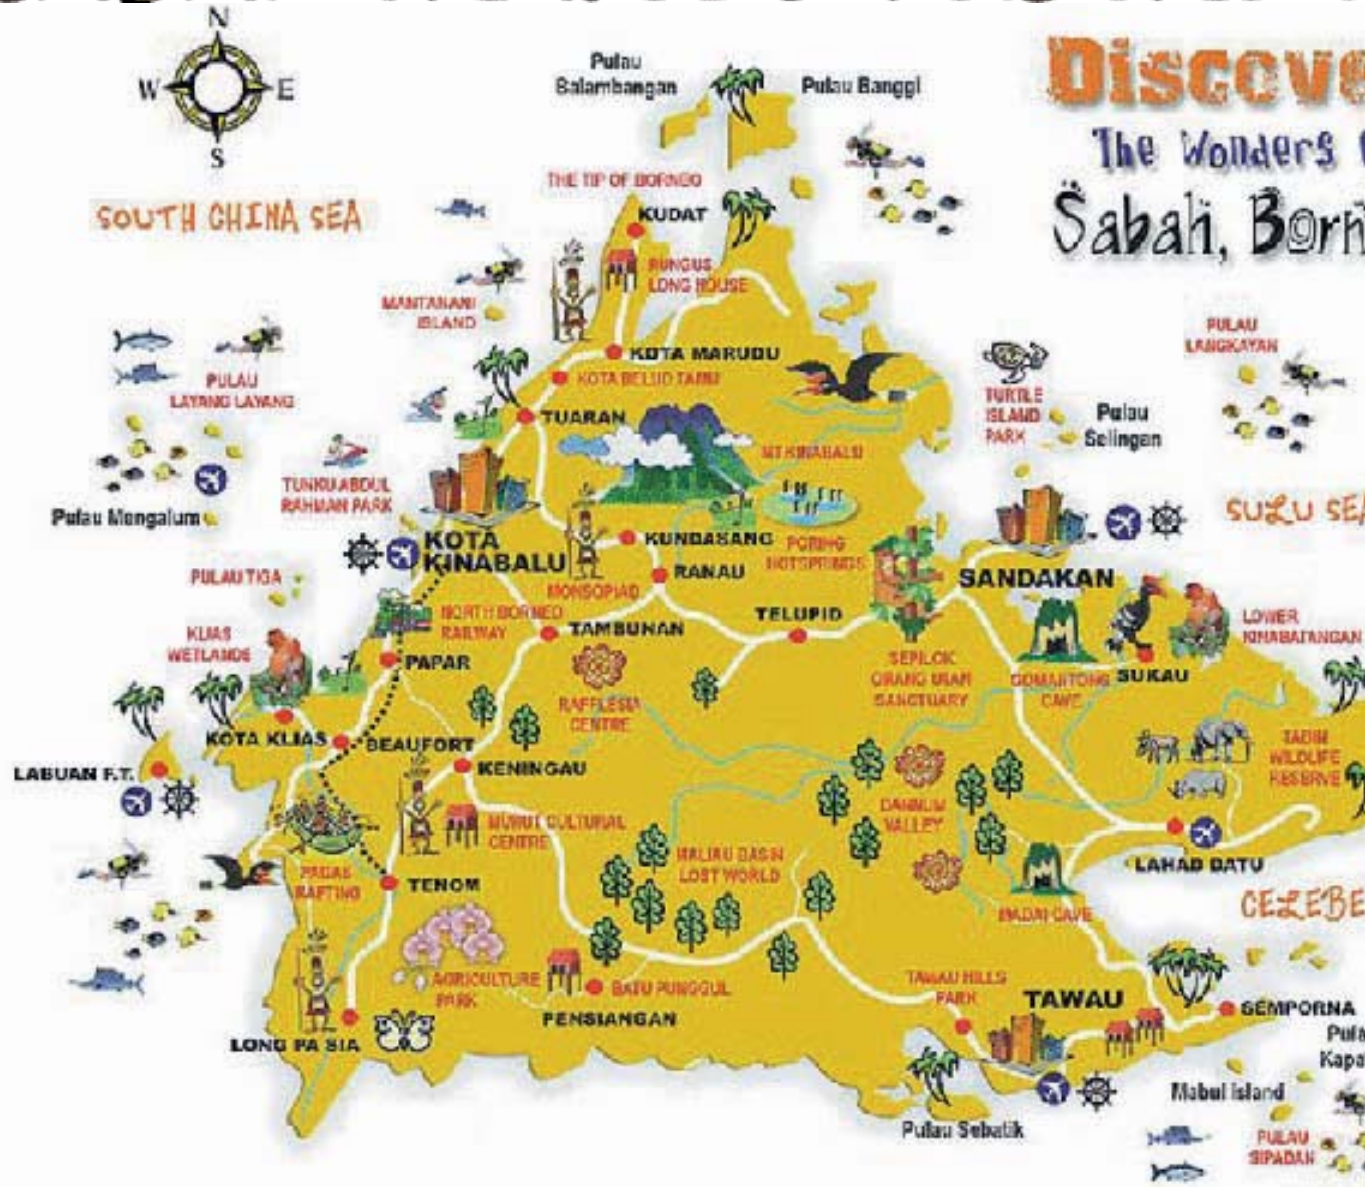 N
W E
S
Pulau
Balambangan
Pulau Banggi
Discove
The Wonders
Sabah, Born
SOUTH CHINA SEA
THE TIP OF BORNEO
KUDAT
RUNGUS
LONG HOUSE
MANTANANI
ISLAND
KOTA MARUDU
KOTA BELUD TAMU
PULAU
LAYANG LAYANG
TUARAN
PULAU
LANGKAYAN
TURTLE
ISLAND
PARK
Pulau
Selingan
MT KINABALU
TUNKU ABDUL
RAHMAN PARK
Pulau Mengalum
SULU SEA
KOTA
KINABALU
KUNDASANG
PORING
HOTSPRINGS
RANAU
MONSOPIAD
SANDAKAN
PULAU TIGA
NORTH BORNEO
RAILWAY
TELUPID
LOWER
KINABATANGAN
KLIAS
WETLANDS
TAMBUNAN
PAPAR
SEPILOK
ORANG UTAN
SANCTUARY
GOMANTONG
CAVE
SUKAU
RAFFLESIA
CENTRE
KOTA KLIAS
BEAUFORT
KENINGAU
LABUAN F.T.
TABIN
WILDLIFE
RESERVE
DANNUM
VALLEY
MURUT CULTURAL
CENTRE
MALIAU BASIN
LOST WORLD
LAHAD DATU
PADAS
RAFTING
TENOM
MADAI CAVE
CELEBE
AGRICULTURE
PARK
BATU PUNGGUL
PENSIANGAN
TAWAU HILLS
PARK
TAWAU
SEMPORNA
LONG PA SIA
Pula
Kapa
Mabul island
Pulau Sebatik
PULAU
SIPADAN